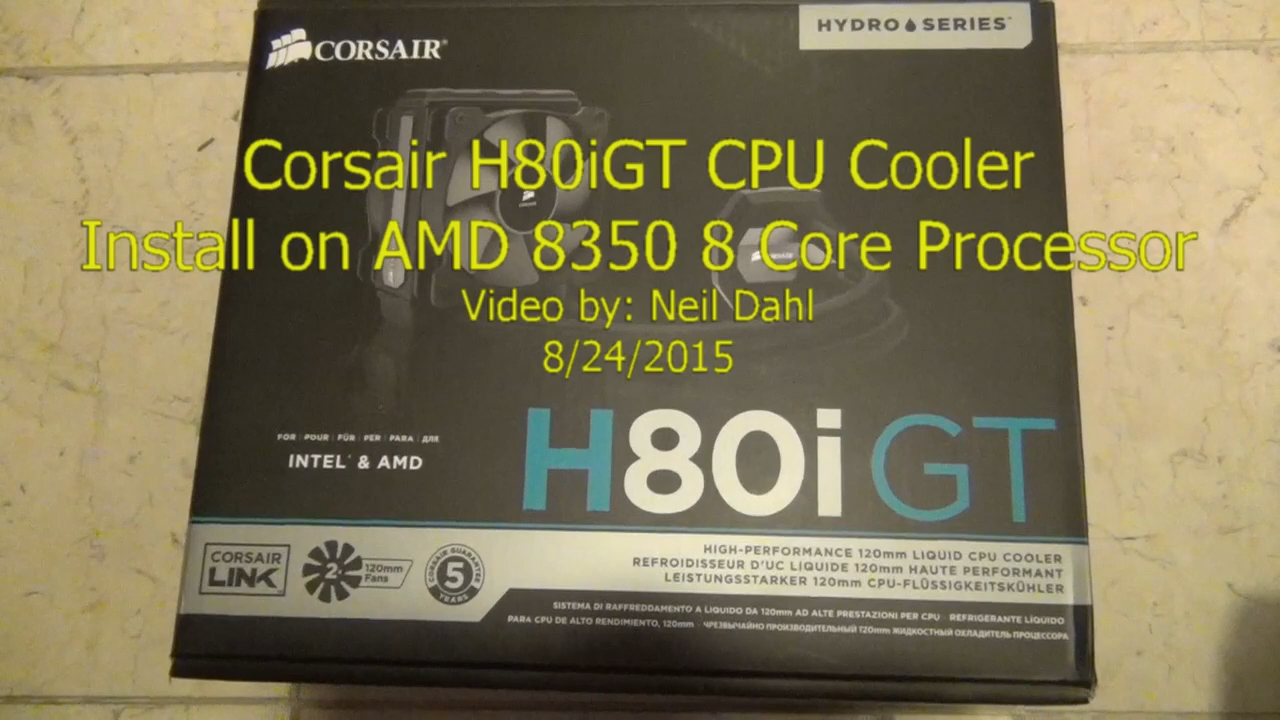 CORSAIR
HYDRO SERIES™
Corsair H80iGT CPU Cooler
Install on AMD 8350 8 Core Processor
Video by: Neil Dahl
8/24/2015
H80i GT
FOR | POUR | FÜR | PER | PARA | ДЛЯ
INTEL® & AMD
CORSAIR
LINK
2
120mm
Fans
CORSAIR GUARANTEE
5
YEARS
HIGH-PERFORMANCE 120mm LIQUID CPU COOLER
REFROIDISSEUR D'UC LIQUIDE 120mm HAUTE PERFORMANT
LEISTUNGSSTARKER 120mm CPU-FLÜSSIGKEITSKÜHLER
SISTEMA DI RAFFREDDAMENTO A LIQUIDO DA 120mm AD ALTE PRESTAZIONI PER CPU · REFRIGERANTE LÍQUIDO
PARA CPU DE ALTO RENDIMIENTO, 120mm · ЧРЕЗВЫЧАЙНО ПРОИЗВОДИТЕЛЬНЫЙ 120mm ЖИДКОСТНЫЙ ОХЛАДИТЕЛЬ ПРОЦЕССОРА